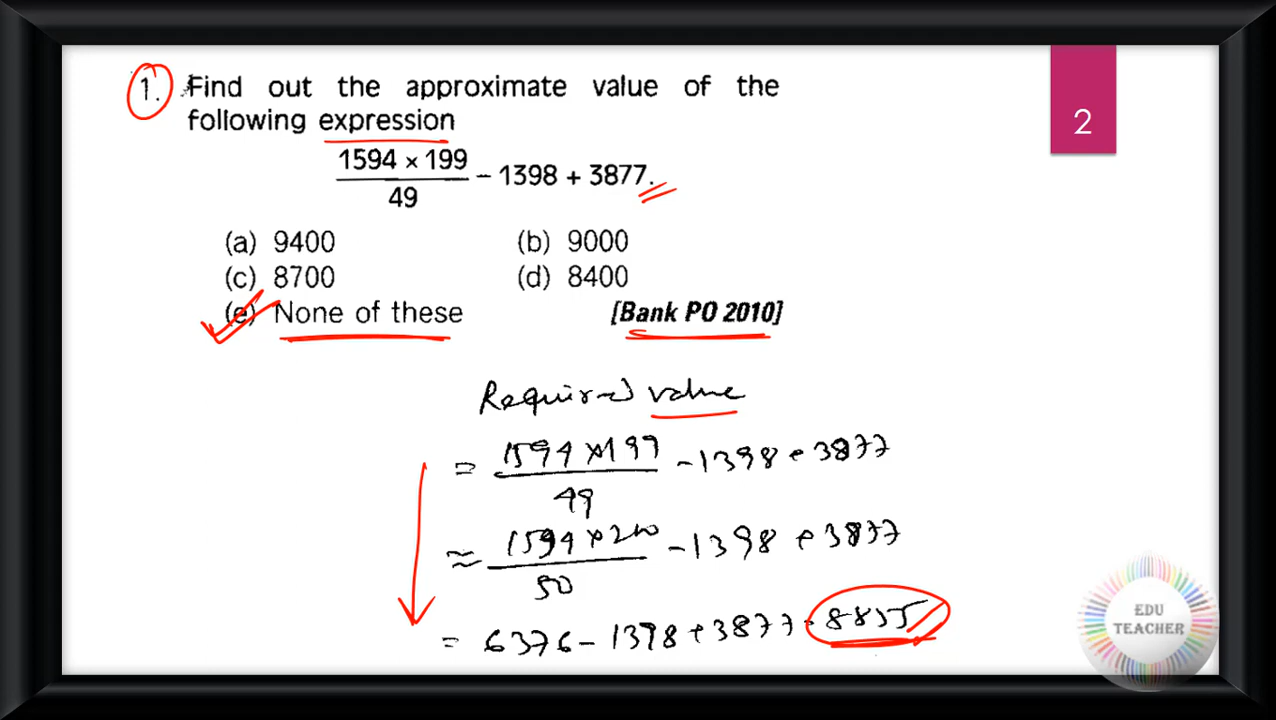 2
1. Find out the approximate value of the
following expression
1594 × 199
49
– 1398 + 3877.
(a) 9400 (b) 9000
(c) 8700 (d) 8400
(e) None of these [Bank PO 2010]
Required value
= 1594 × 199 / 49 - 1398 + 3877
≈ 1594 × 200 / 50 - 1398 + 3877
= 6376 - 1398 + 3877 = 8855
EDU
TEACHER